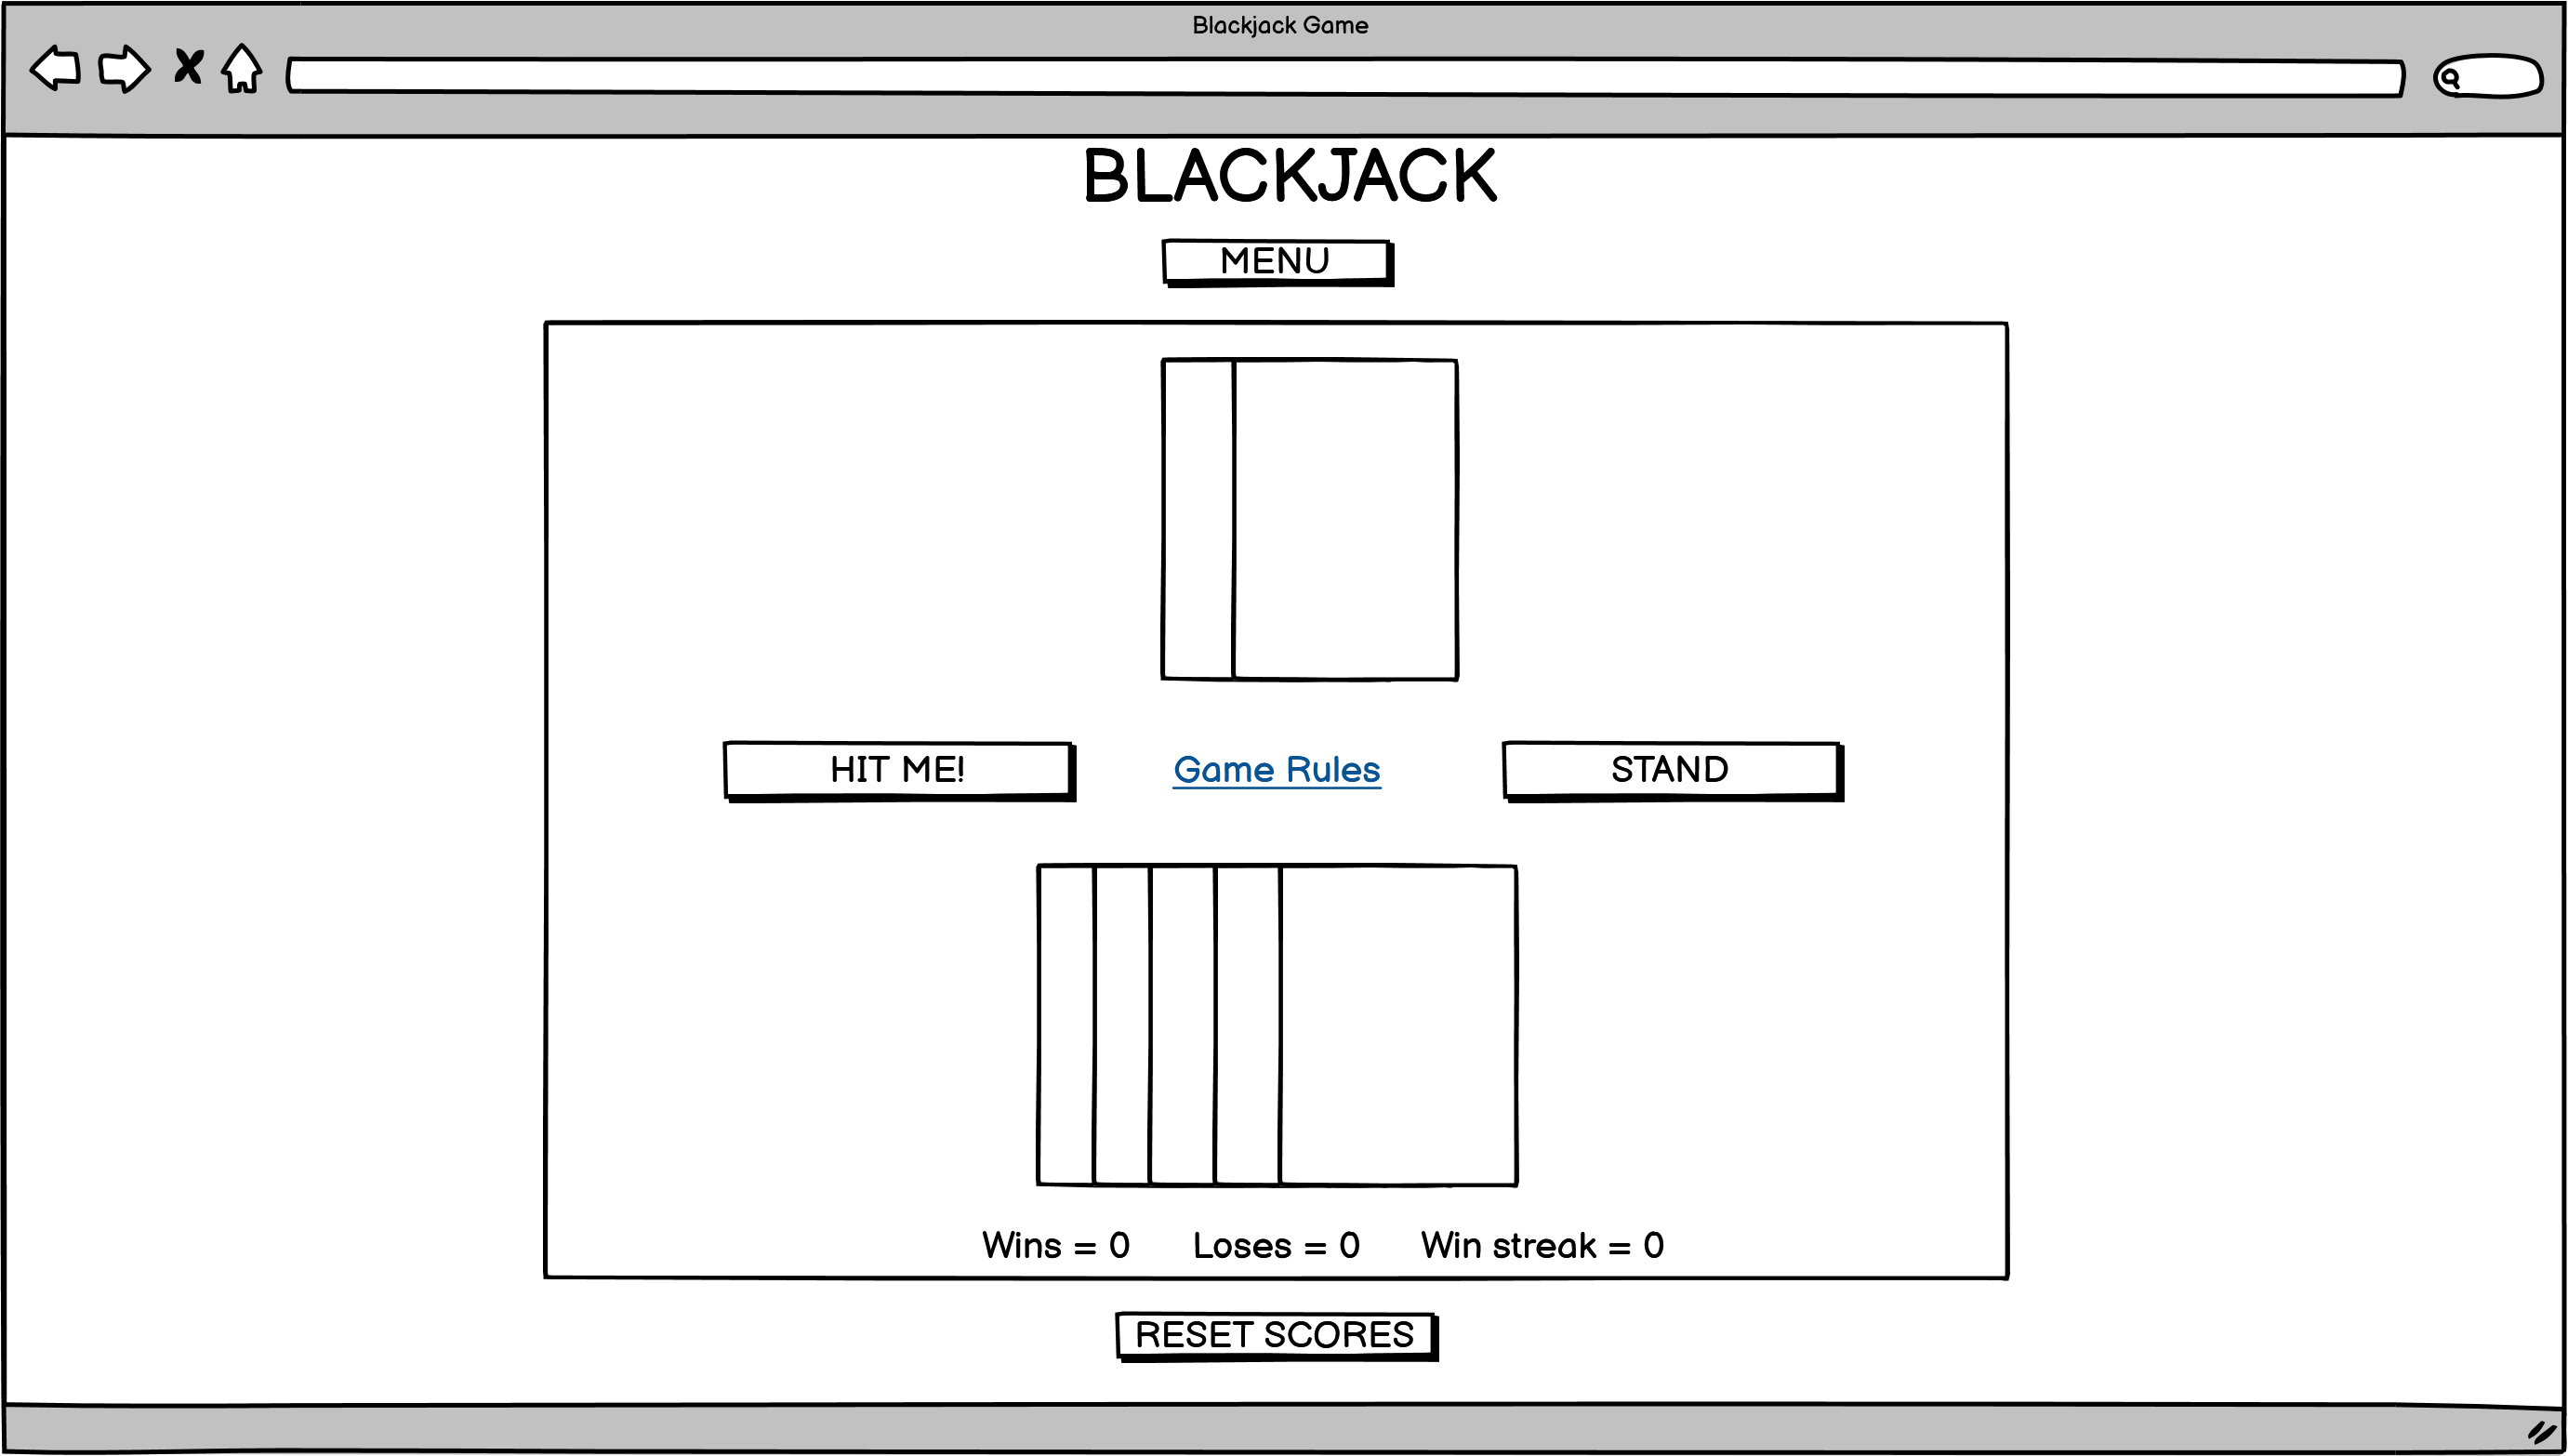 Blackjack Game
BLACKJACK
MENU
HIT ME! Game Rules STAND
Wins = 0 Loses = 0 Win streak = 0
RESET SCORES